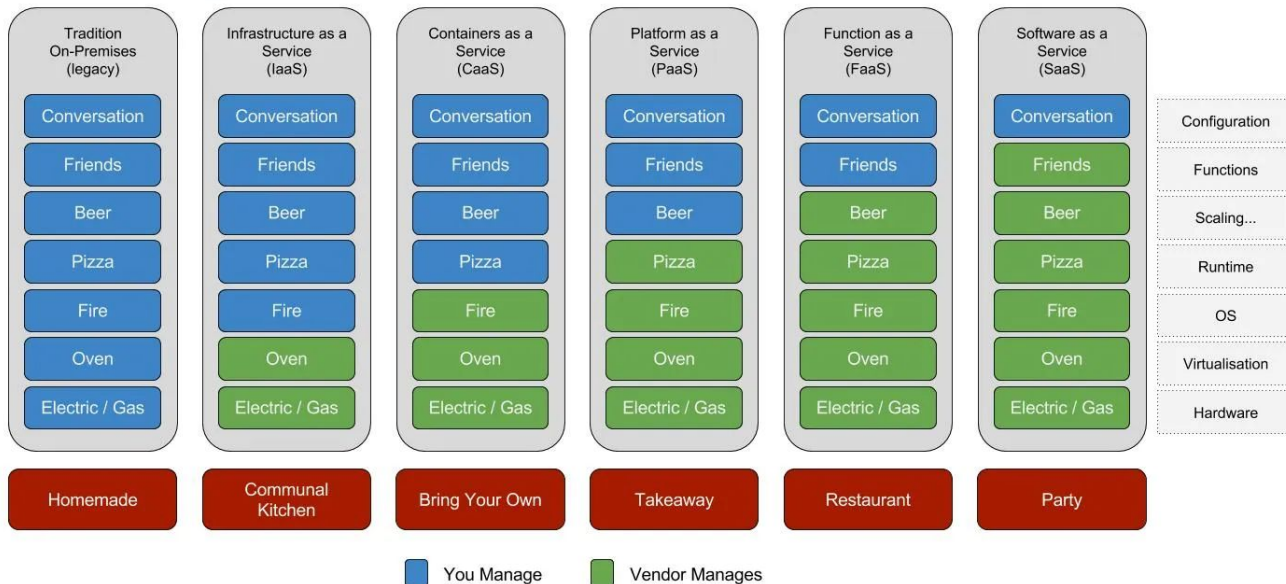 Tradition
On-Premises
(legacy)
Infrastructure as a
Service
(IaaS)
Containers as a
Service
(CaaS)
Platform as a
Service
(PaaS)
Function as a
Service
(FaaS)
Software as a
Service
(SaaS)
Conversation Conversation Conversation Conversation Conversation Conversation Configuration
Friends Friends Friends Friends Friends Friends Functions
Beer Beer Beer Beer Beer Beer Scaling...
Pizza Pizza Pizza Pizza Pizza Pizza Runtime
Fire Fire Fire Fire Fire Fire OS
Oven Oven Oven Oven Oven Oven Virtualisation
Electric / Gas Electric / Gas Electric / Gas Electric / Gas Electric / Gas Electric / Gas Hardware
Homemade
Communal
Kitchen
Bring Your Own
Takeaway
Restaurant
Party
You Manage
Vendor Manages